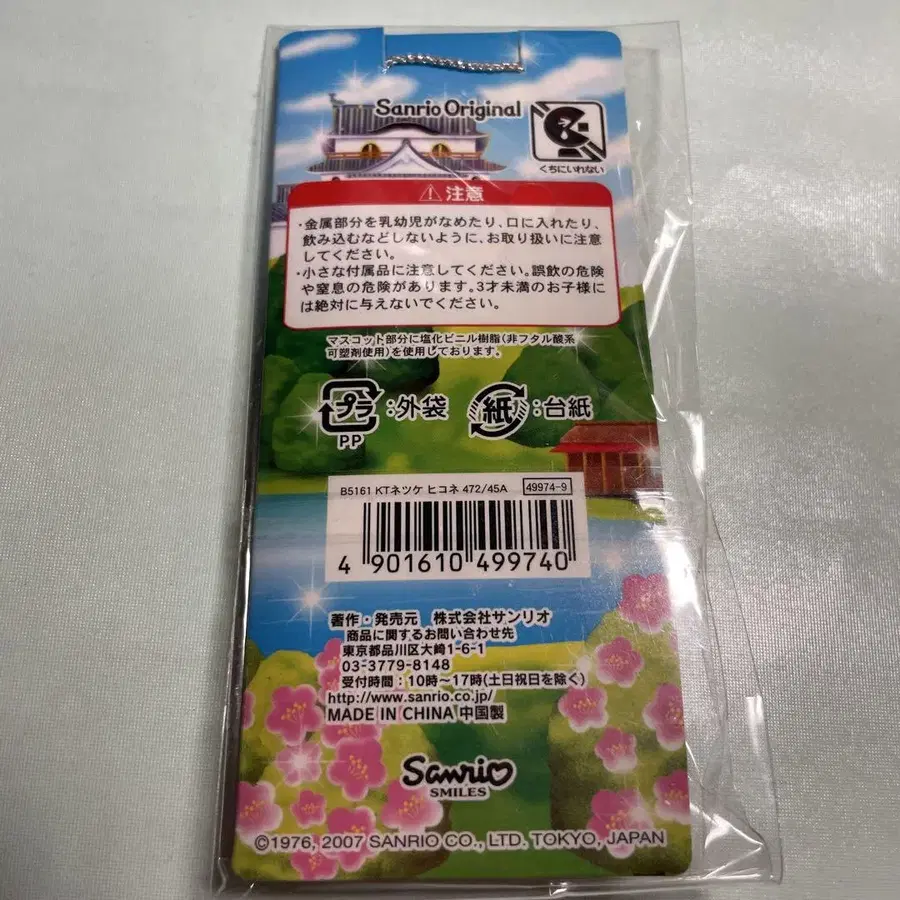 Sanrio Original
くちにいれない
注意
・金属部分を乳幼児がなめたり、口に入れたり、
飲み込むなどしないように、お取り扱いに注意
してください。
・小さな付属品に注意してください。誤飲の危険
や窒息の危険があります。3才未満のお子様に
は絶対に与えないでください。
マスコット部分に塩化ビニル樹脂(非フタル酸系
可塑剤使用)を使用しております。
プラ:外袋 紙:台紙
PP
B5161 KTネツケ ヒコネ 472/45A 49974-9
4 901610 499740
著作・発売元 株式会社サンリオ
商品に関するお問い合わせ先
東京都品川区大崎1-6-1
03-3779-8148
受付時間:10時〜17時(土日祝日を除く)
http://www.sanrio.co.jp/
MADE IN CHINA 中国製
Sanrio
SMILES
©1976, 2007 SANRIO CO., LTD. TOKYO, JAPAN